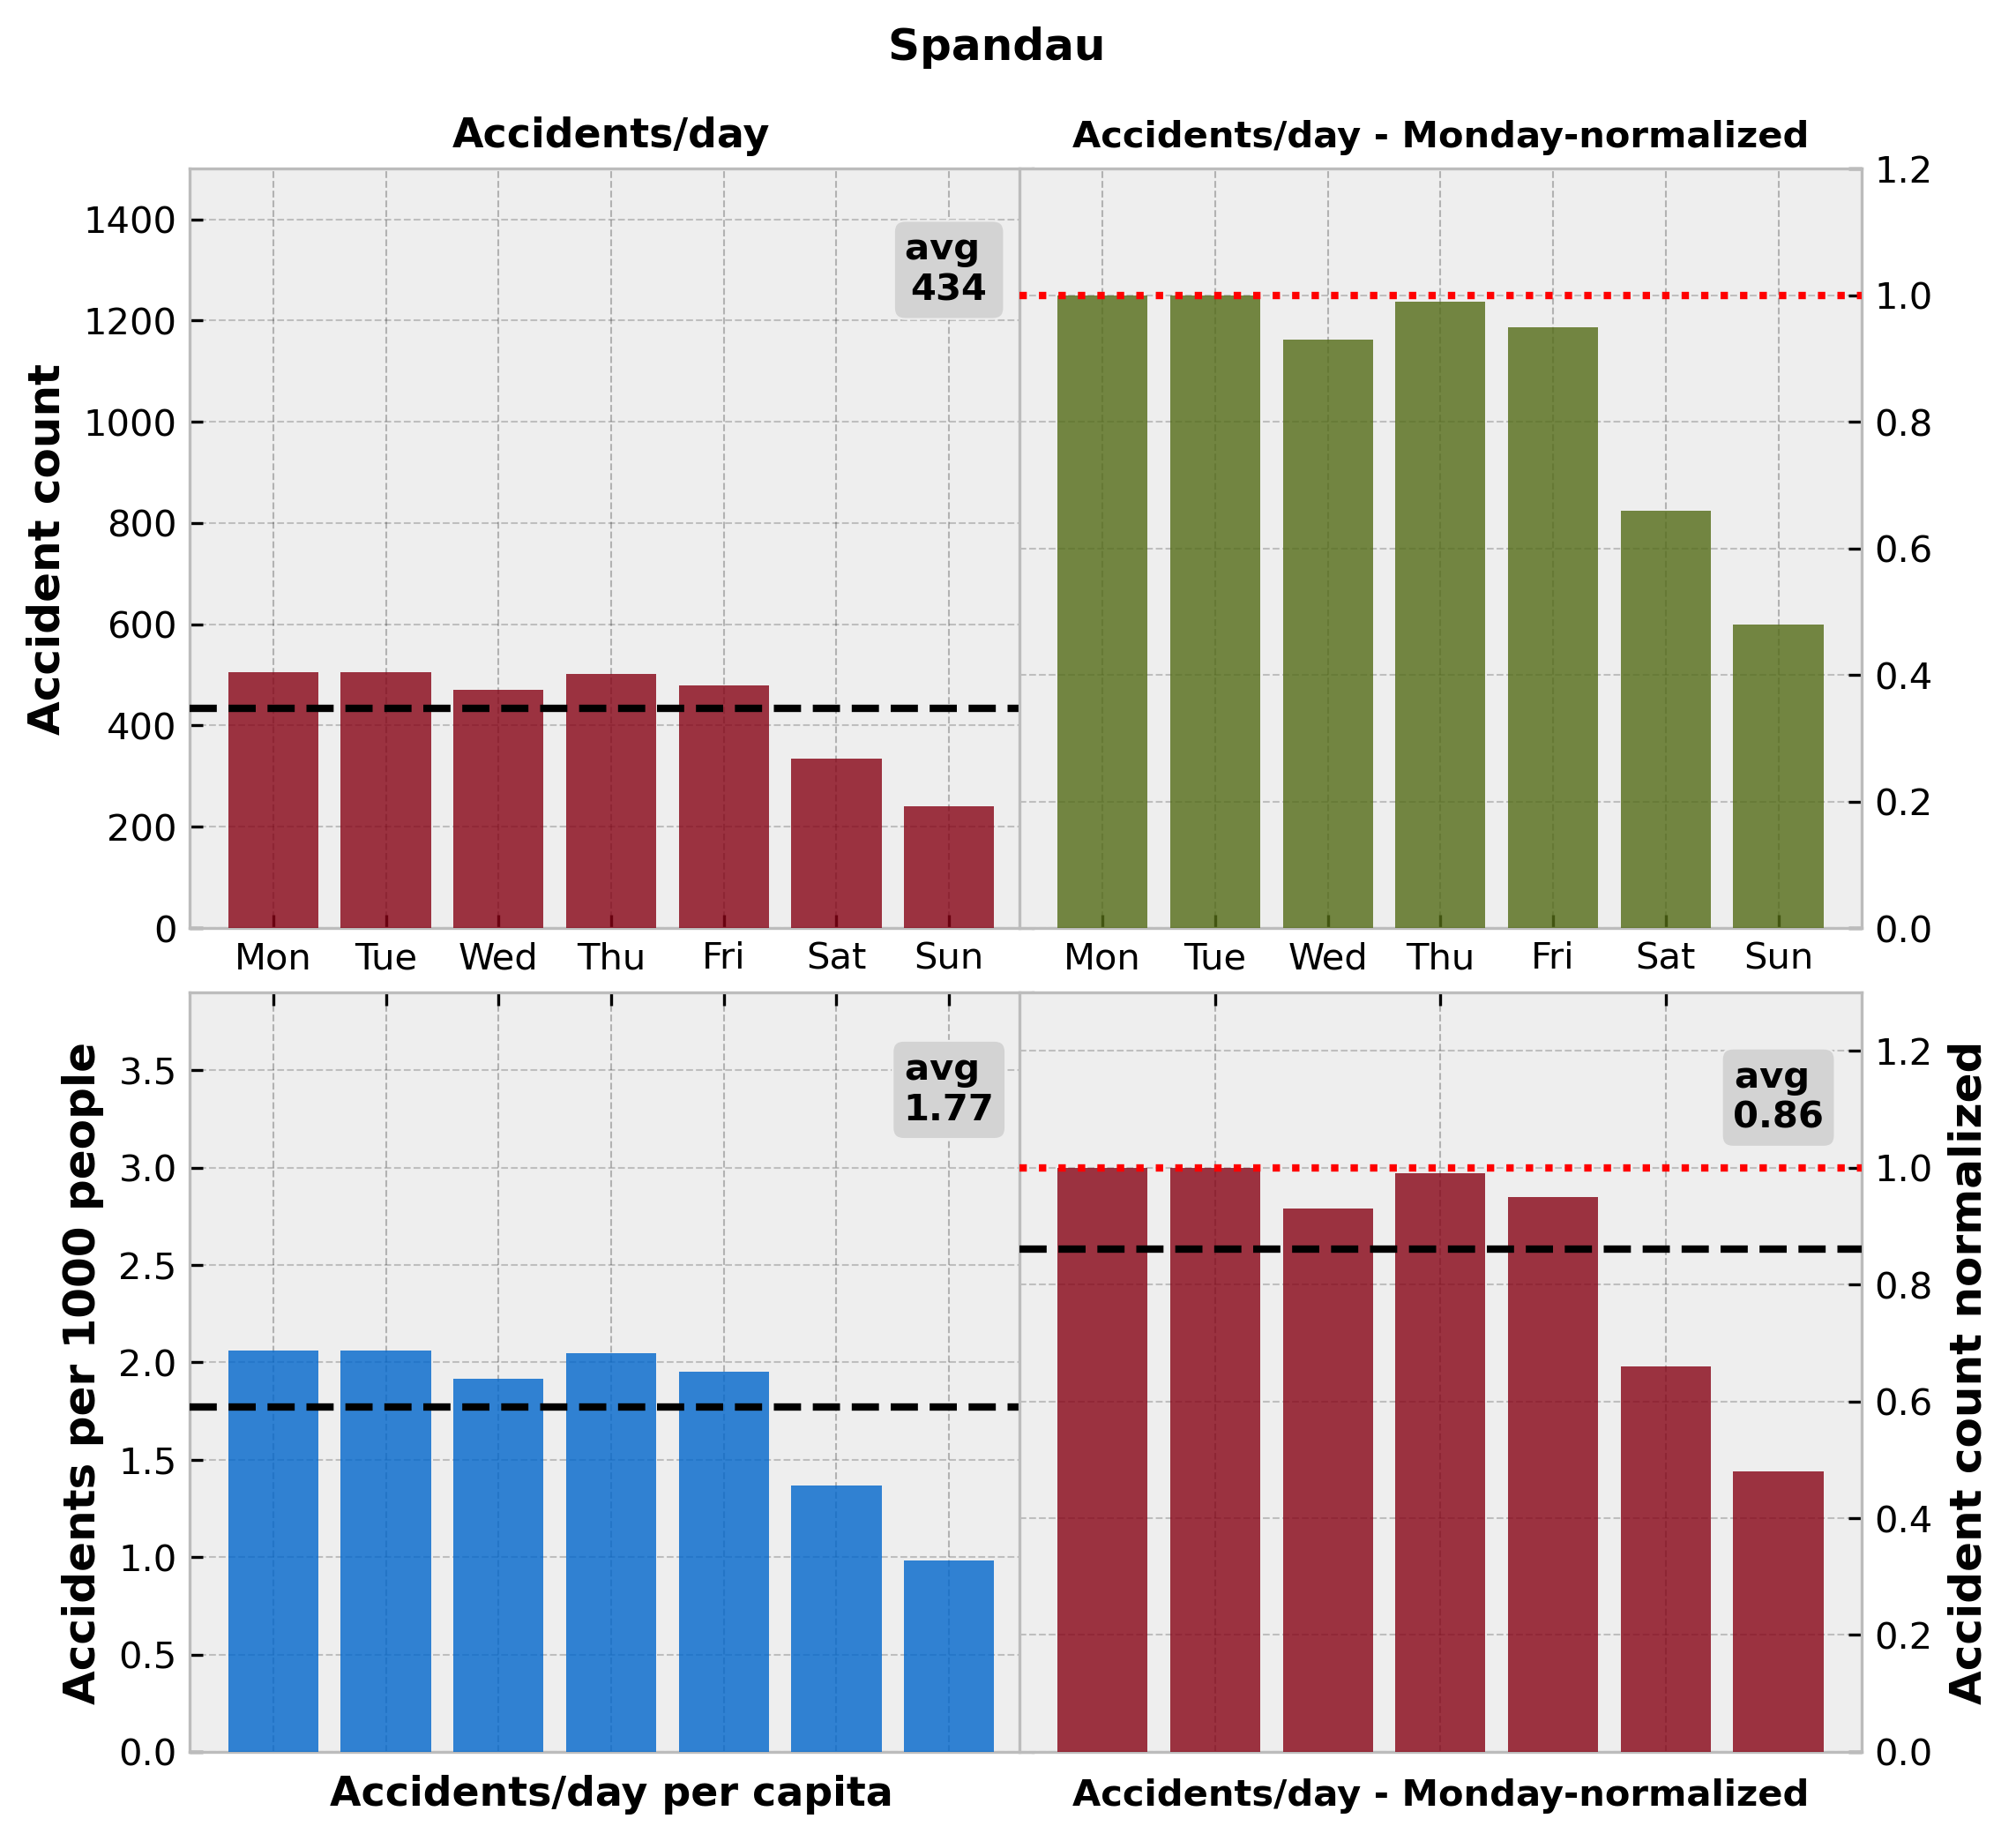 Spandau
Accidents/day
Accidents/day - Monday-normalized
Accident count
1400
1200
1000
800
600
400
200
0
avg
434
1.2
1.0
0.8
0.6
0.4
0.2
0.0
Mon Tue Wed Thu Fri Sat Sun
Mon Tue Wed Thu Fri Sat Sun
Accidents per 1000 people
3.5
3.0
2.5
2.0
1.5
1.0
0.5
0.0
avg
1.77
avg
0.86
1.2
1.0
0.8
0.6
0.4
0.2
0.0
Accident count normalized
Accidents/day per capita
Accidents/day - Monday-normalized